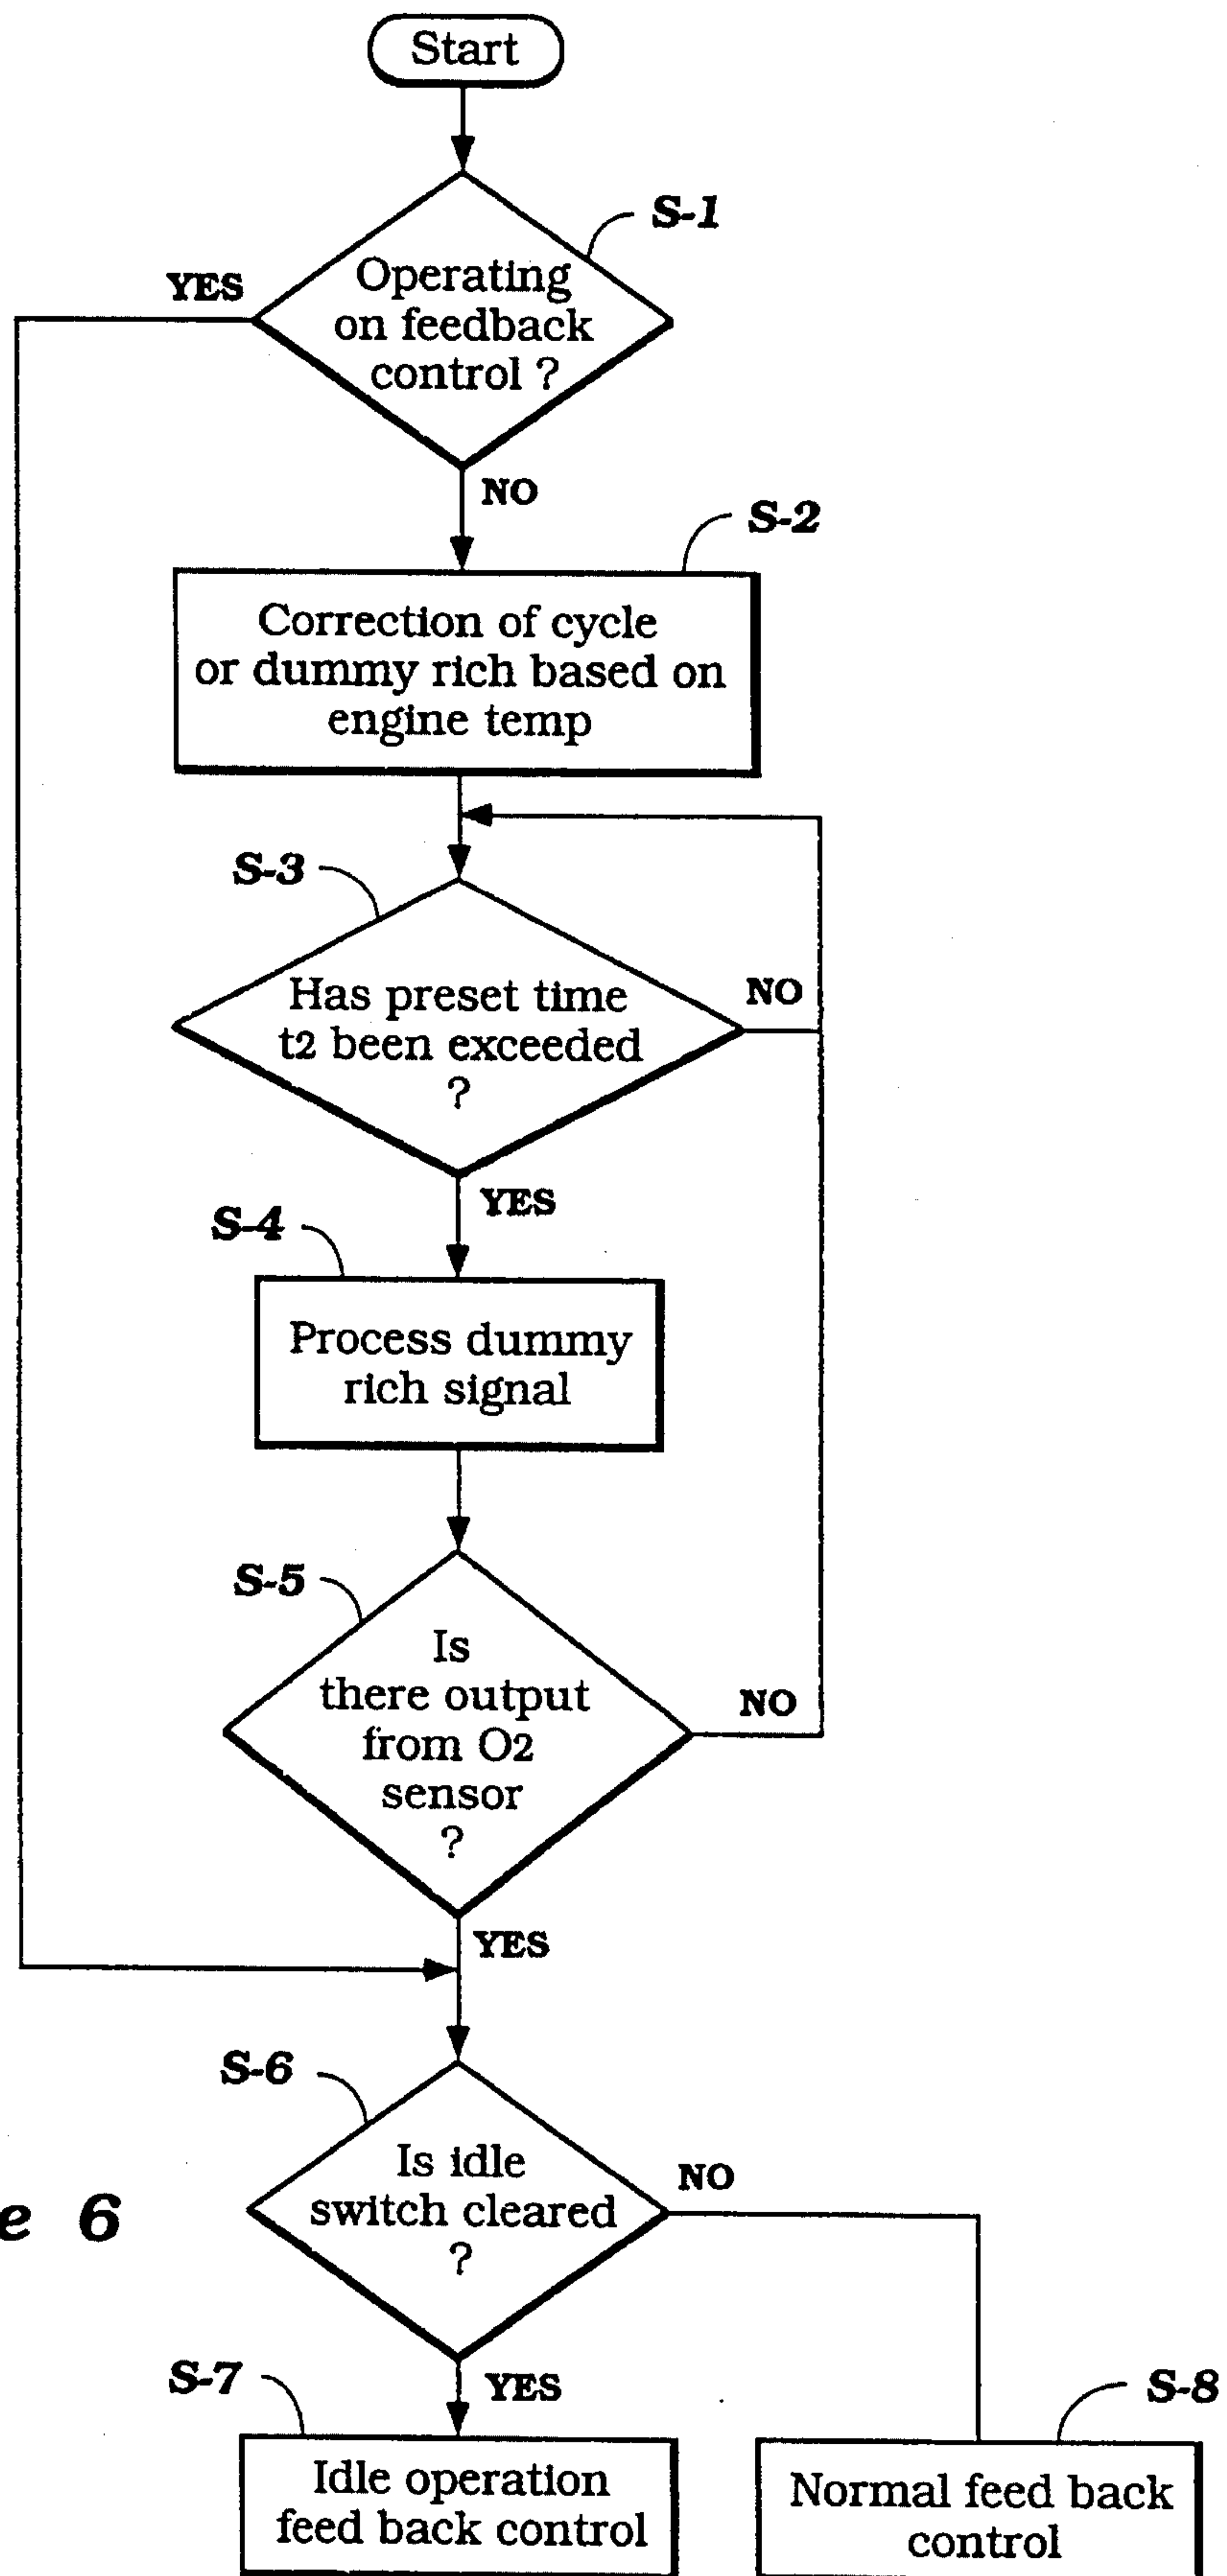 Start
S-1
YES
Operating
on feedback
control ?
NO
S-2
Correction of cycle
or dummy rich based on
engine temp
S-3
Has preset time
t2 been exceeded
?
NO
YES
S-4
Process dummy
rich signal
S-5
Is
there output
from O2
sensor
?
NO
YES
S-6
Is idle
switch cleared
?
NO
e 6
YES
S-7
S-8
Idle operation
feed back control
Normal feed back
control